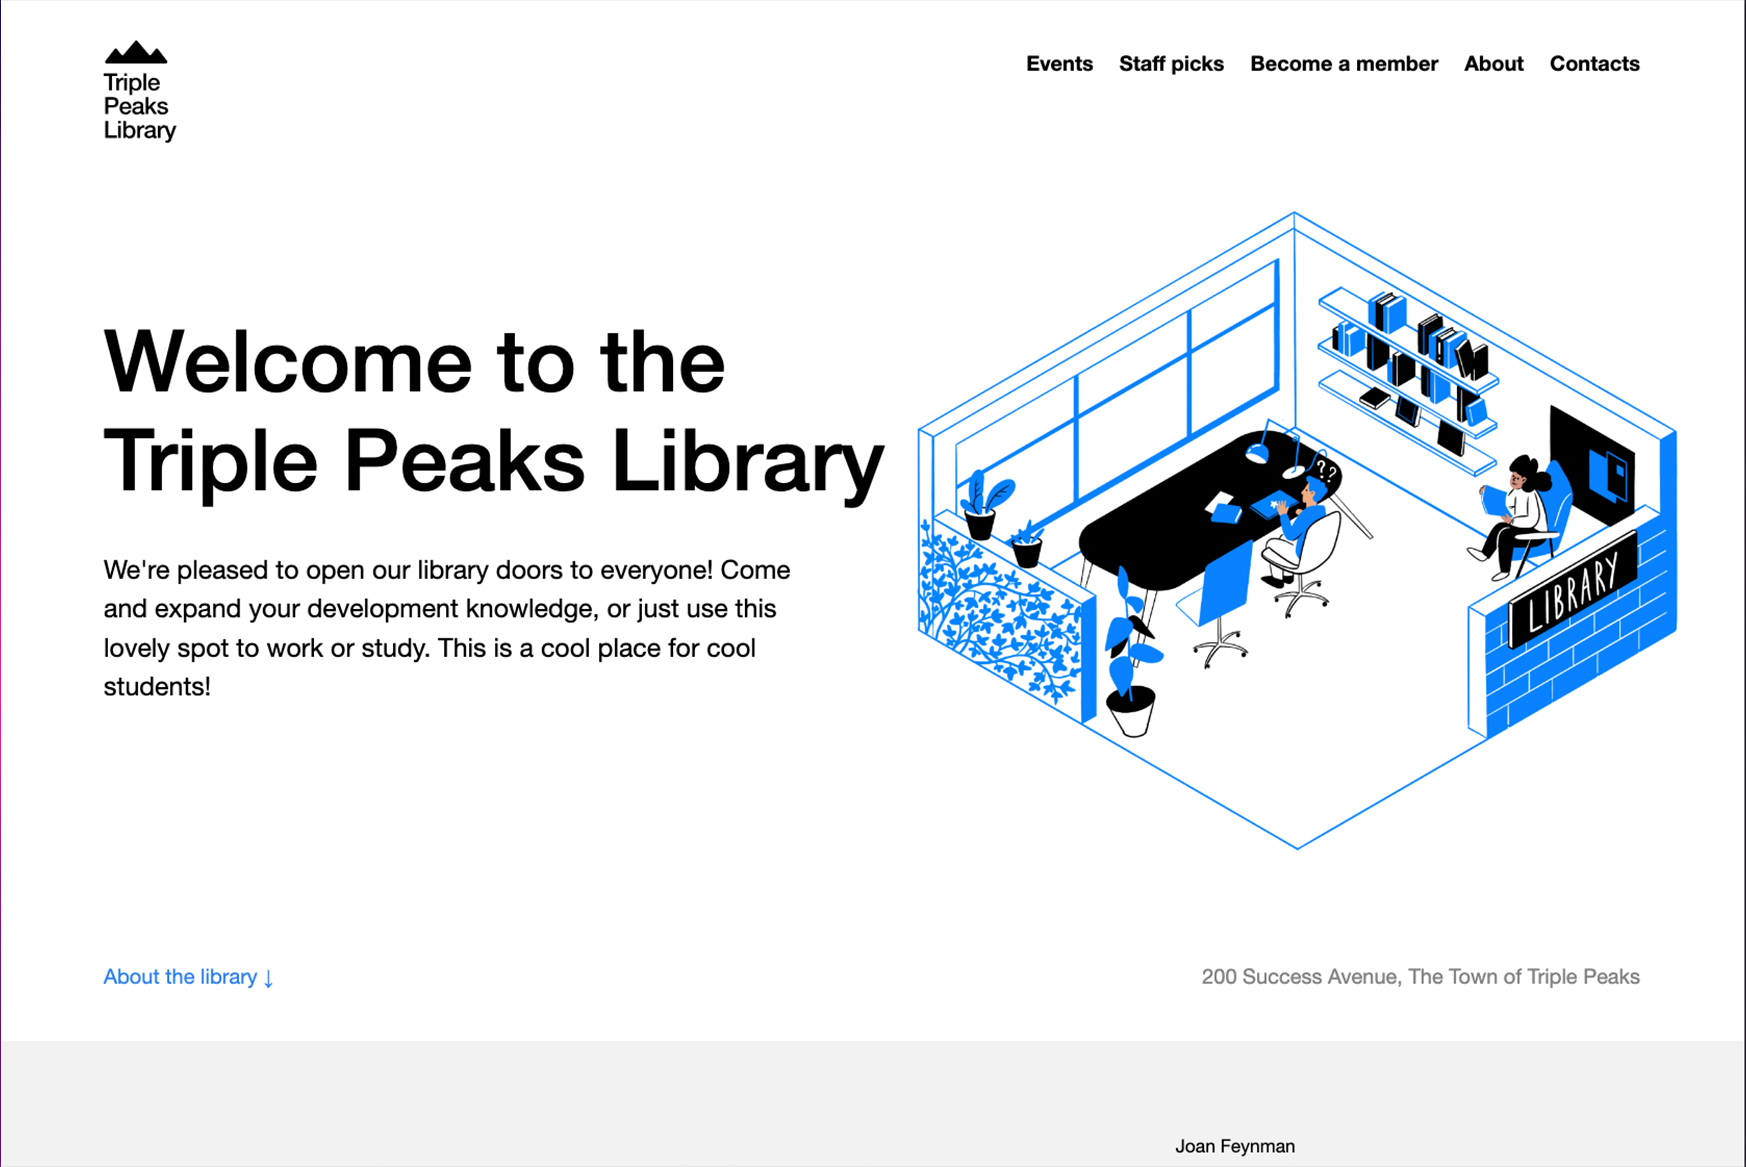 Triple
Peaks
Library
Events Staff picks Become a member About Contacts
Welcome to the
Triple Peaks Library
We're pleased to open our library doors to everyone! Come
and expand your development knowledge, or just use this
lovely spot to work or study. This is a cool place for cool
students!
??
LIBRARY
About the library ↓
200 Success Avenue, The Town of Triple Peaks
Joan Feynman